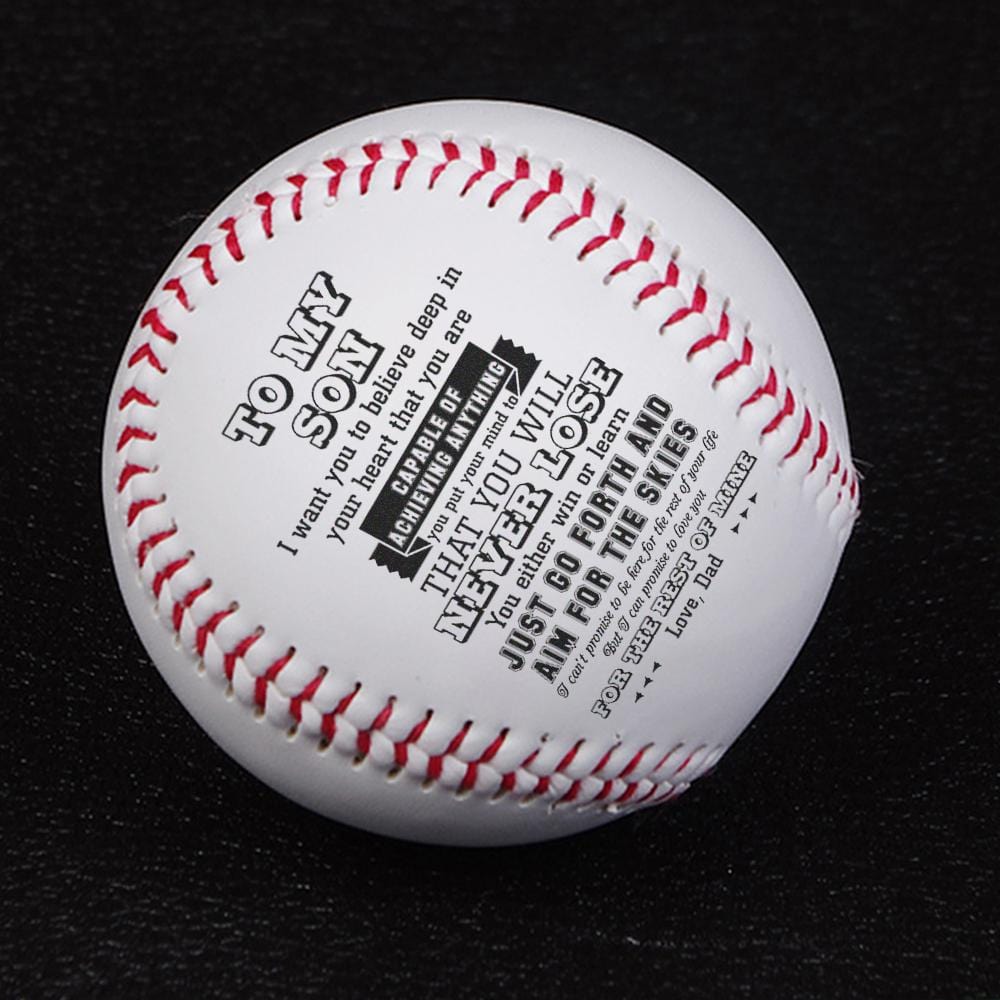 TO MY
SON
I want you to believe deep in
your heart that you are
CAPABLE OF
ACHIEVING ANYTHING
you put your mind to
THAT YOU WILL
NEVER LOSE
You either win or learn
JUST GO FORTH AND
AIM FOR THE SKIES
I can't promise to be here for the rest of your life
But I can promise to love you
FOR THE REST OF MINE
Love, Dad